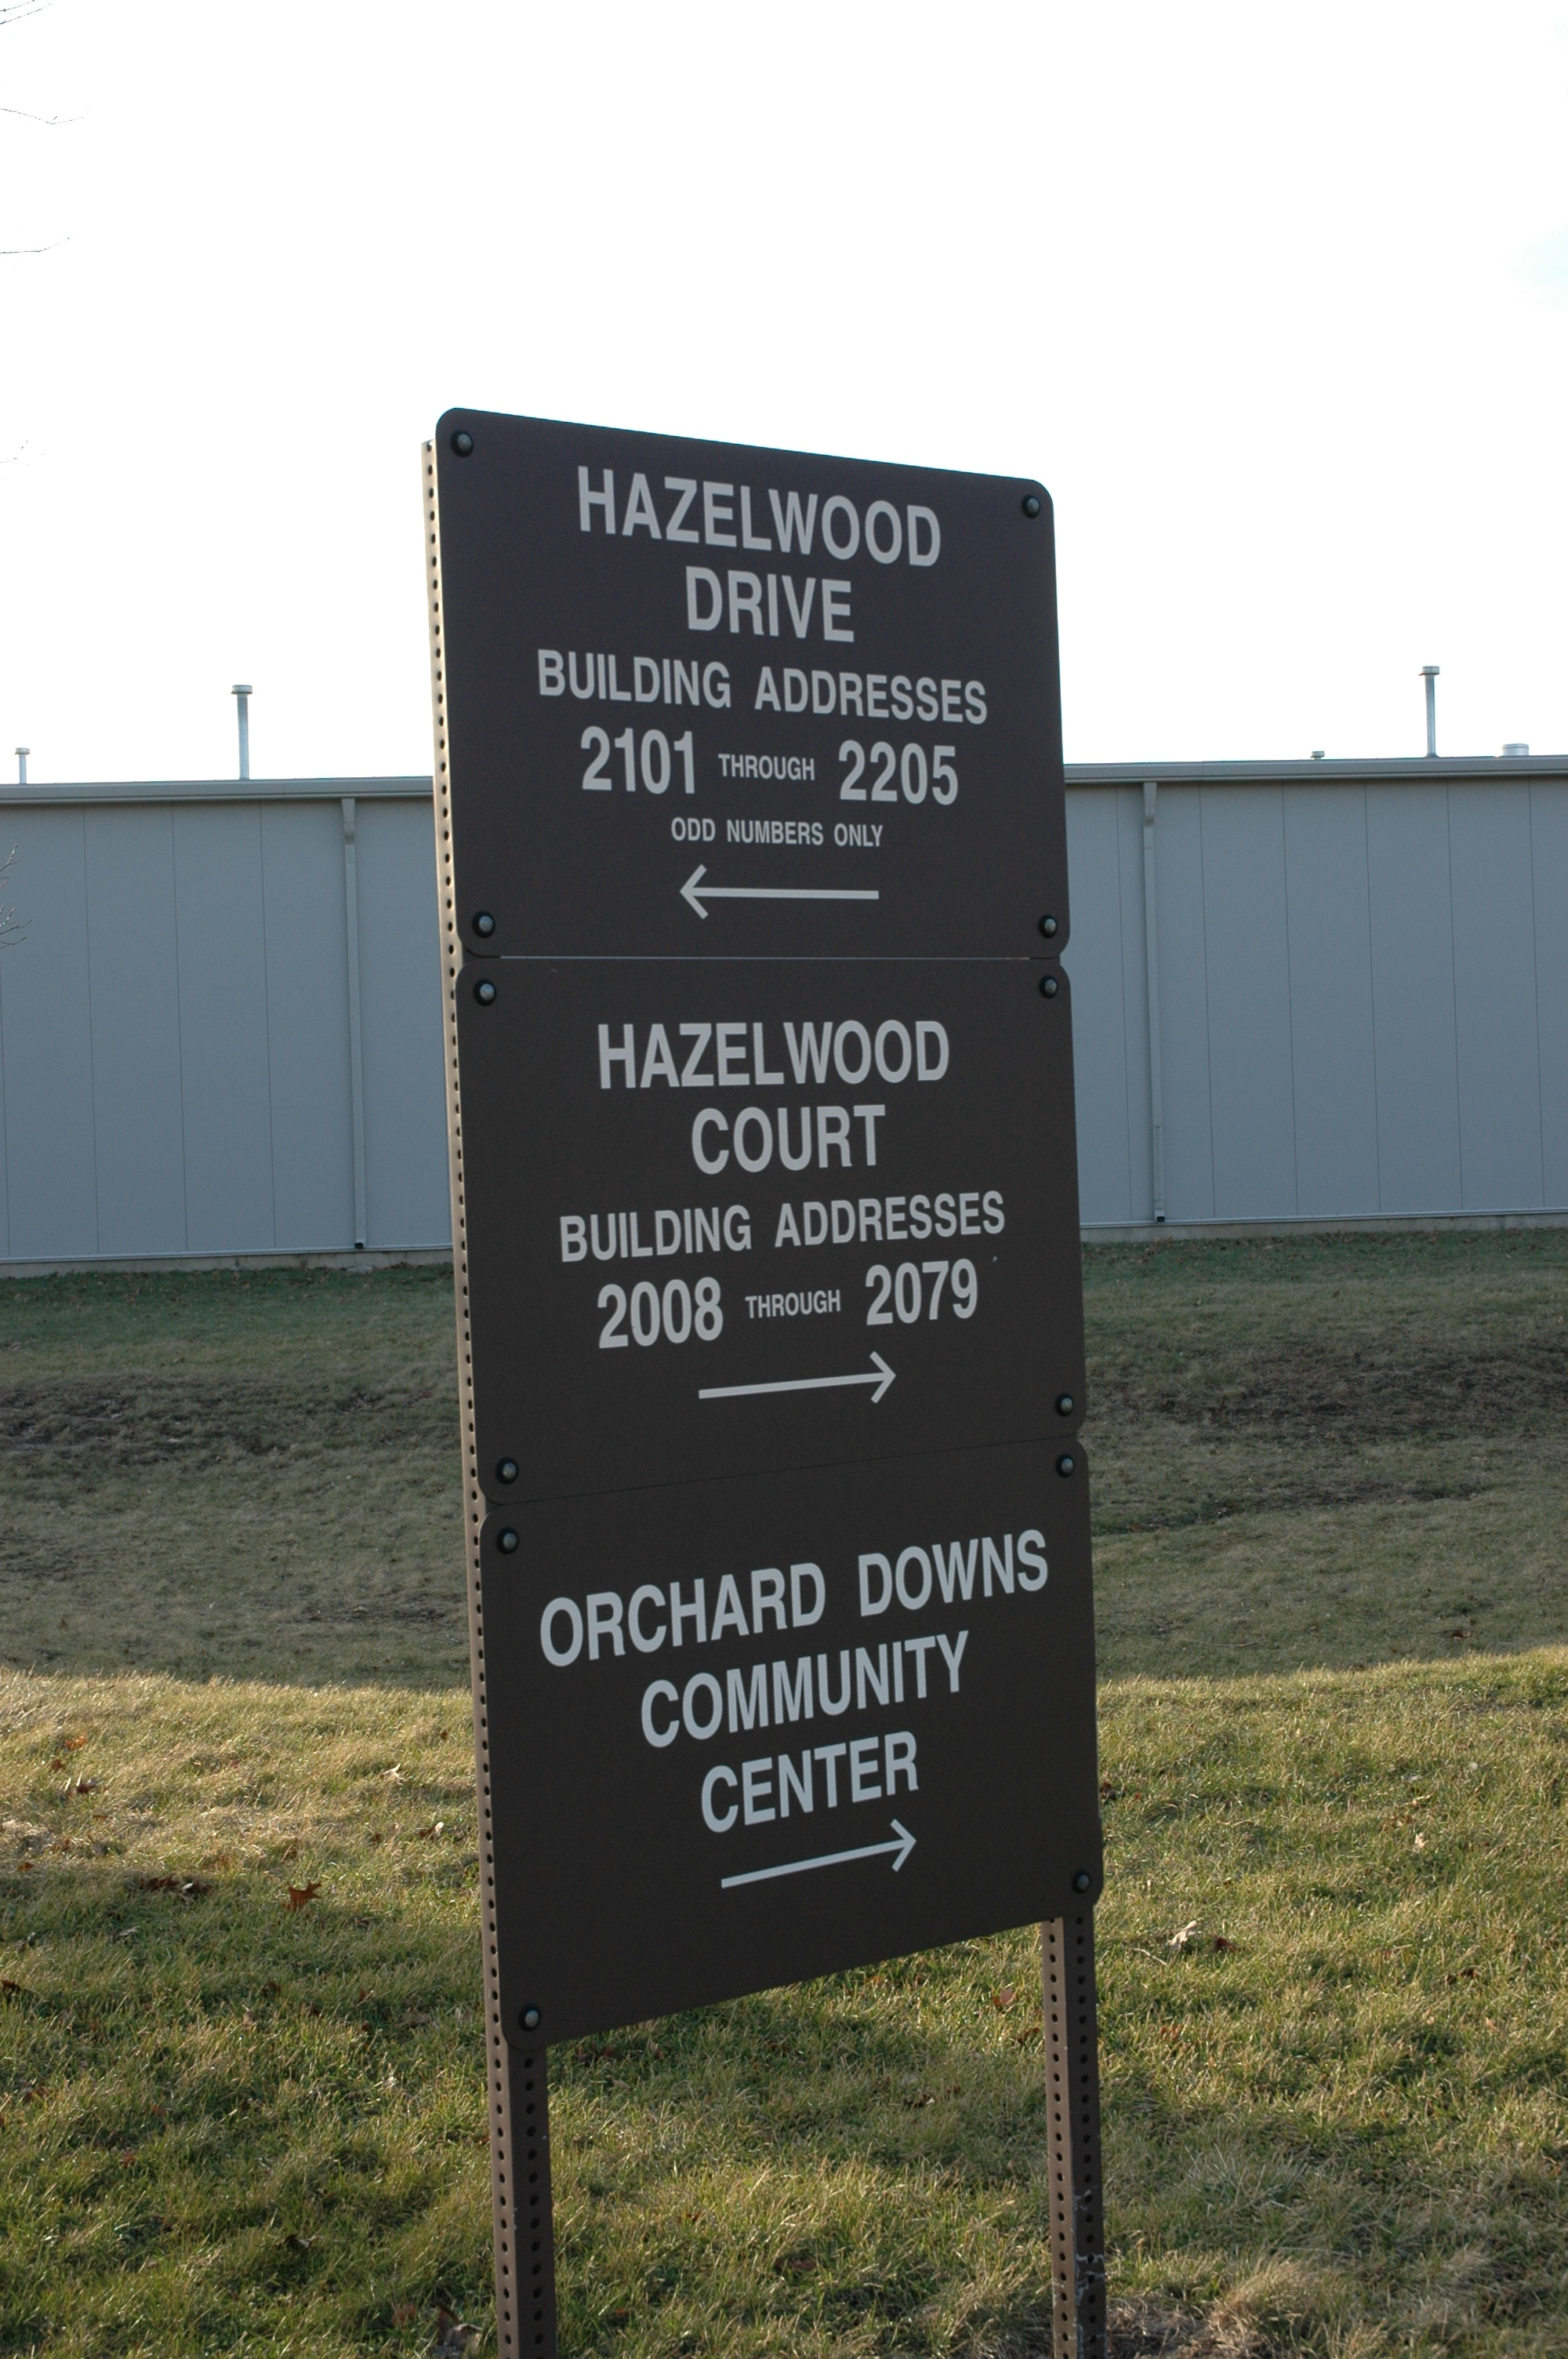 HAZELWOOD
DRIVE
BUILDING ADDRESSES
2101 THROUGH 2205
ODD NUMBERS ONLY
HAZELWOOD
COURT
BUILDING ADDRESSES
2008 THROUGH 2079
ORCHARD DOWNS
COMMUNITY
CENTER